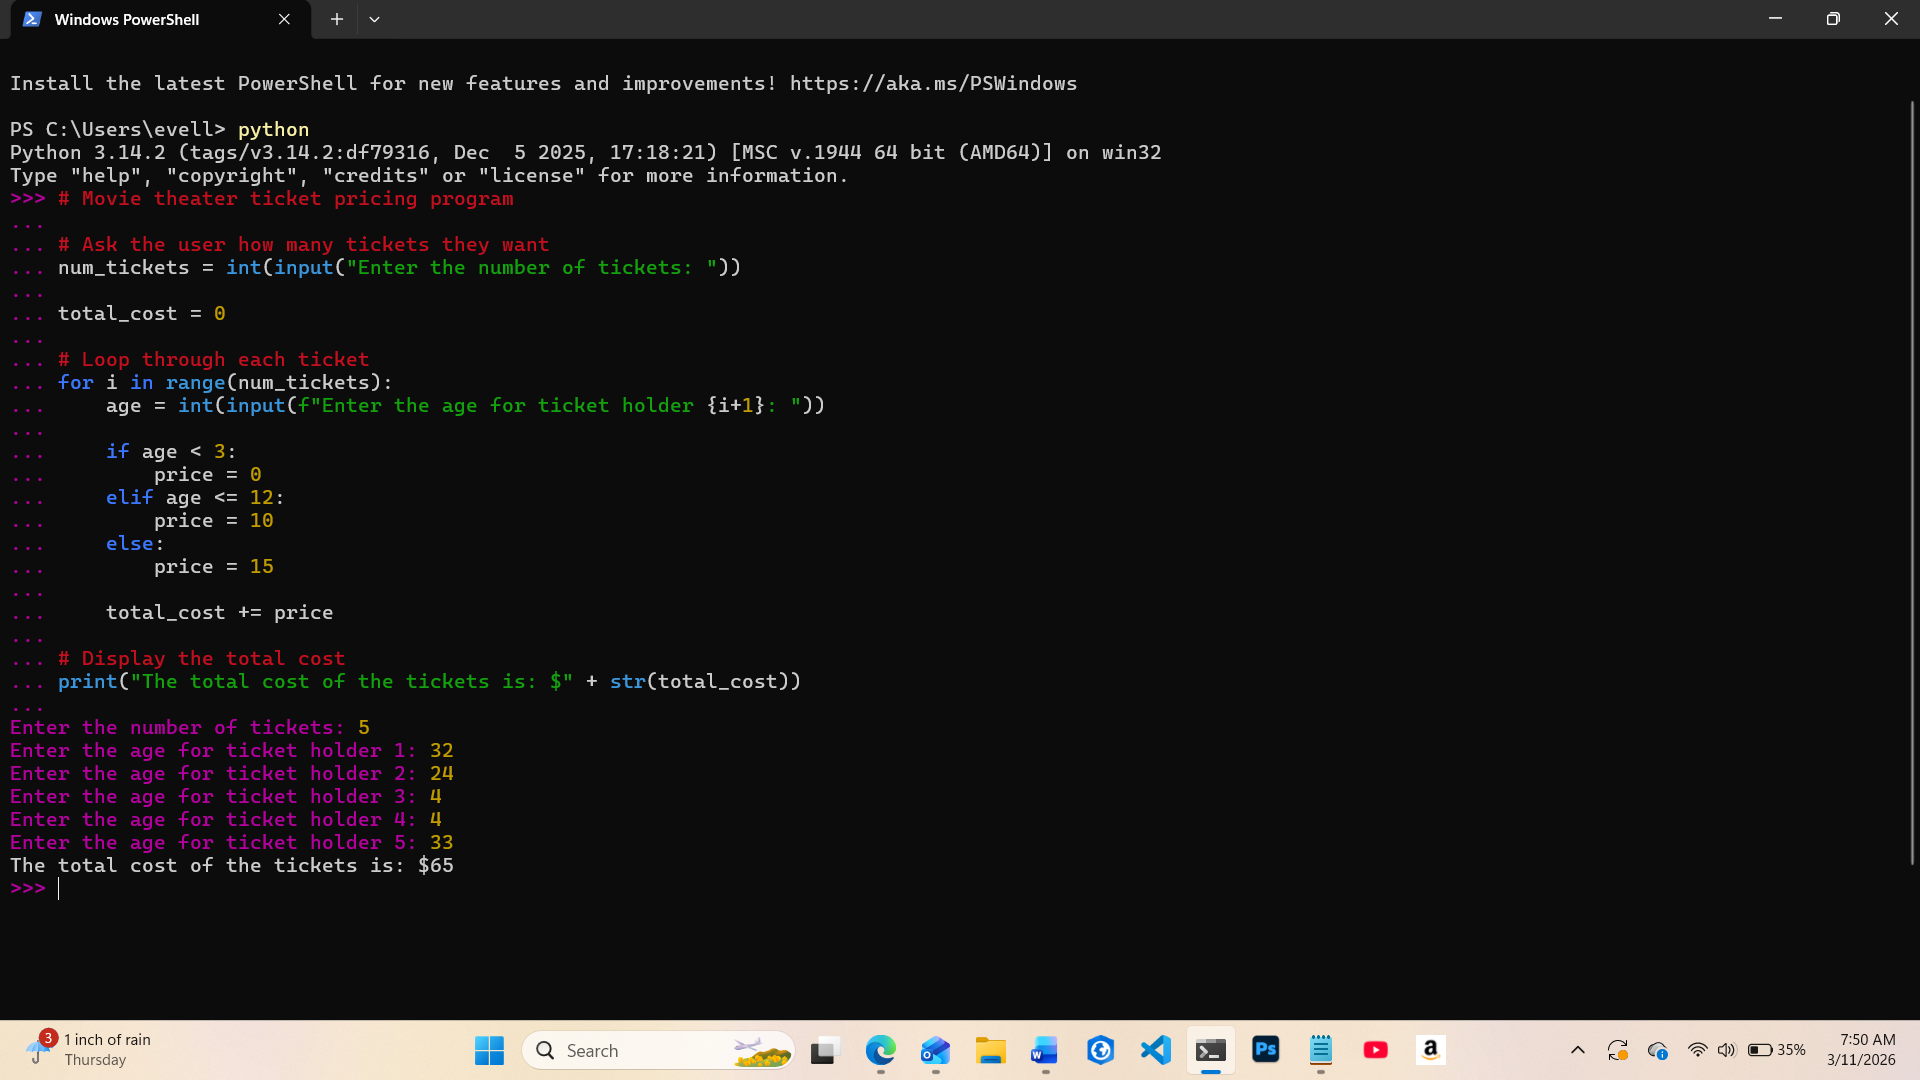 Windows PowerShell
Install the latest PowerShell for new features and improvements! https://aka.ms/PSWindows
PS C:\Users\evell> python
Python 3.14.2 (tags/v3.14.2:df79316, Dec  5 2025, 17:18:21) [MSC v.1944 64 bit (AMD64)] on win32
Type "help", "copyright", "credits" or "license" for more information.
>>> # Movie theater ticket pricing program
...
... # Ask the user how many tickets they want
... num_tickets = int(input("Enter the number of tickets: "))
...
... total_cost = 0
...
... # Loop through each ticket
... for i in range(num_tickets):
...     age = int(input(f"Enter the age for ticket holder {i+1}: "))
...
...     if age < 3:
...         price = 0
...     elif age <= 12:
...         price = 10
...     else:
...         price = 15
...
...     total_cost += price
...
... # Display the total cost
... print("The total cost of the tickets is: $" + str(total_cost))
...
Enter the number of tickets: 5
Enter the age for ticket holder 1: 32
Enter the age for ticket holder 2: 24
Enter the age for ticket holder 3: 4
Enter the age for ticket holder 4: 4
Enter the age for ticket holder 5: 33
The total cost of the tickets is: $65
>>>
3
1 inch of rain
Thursday
Search
O
W
Ps
a
35%
7:50 AM
3/11/2026